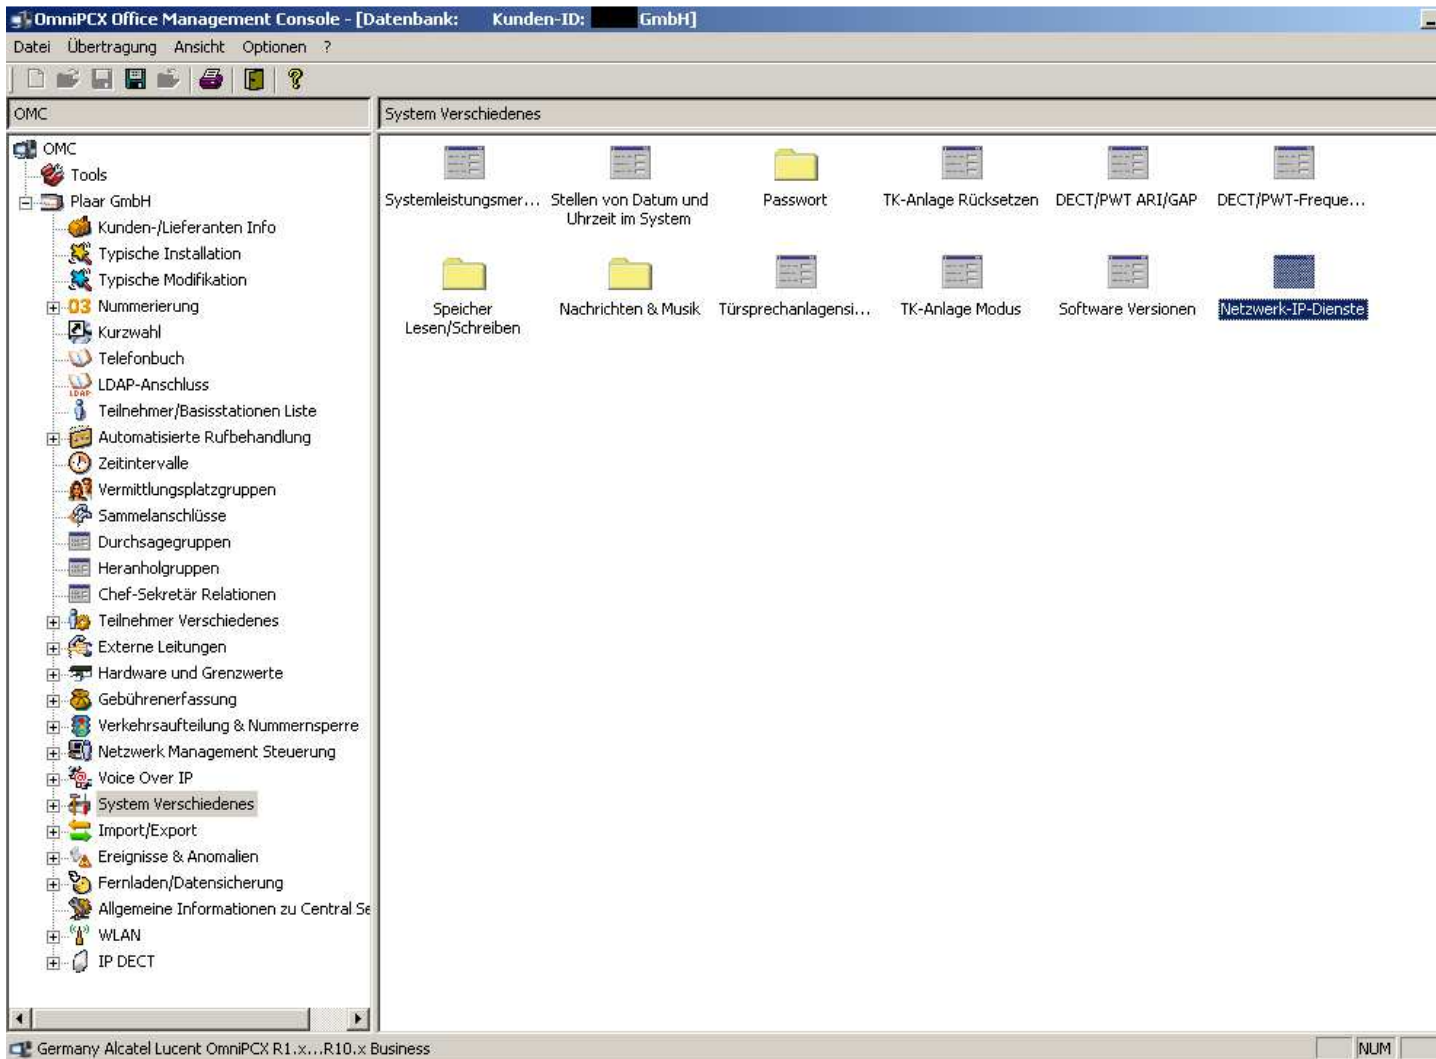 OmniPCX Office Management Console - [Datenbank: Kunden-ID: GmbH]
Datei Übertragung Ansicht Optionen ?
OMC
System Verschiedenes
OMC
Tools
Plaar GmbH
Kunden-/Lieferanten Info
Typische Installation
Typische Modifikation
03 Nummerierung
Kurzwahl
Telefonbuch
LDAP LDAP-Anschluss
Teilnehmer/Basisstationen Liste
Automatisierte Rufbehandlung
Zeitintervalle
Vermittlungsplatzgruppen
Sammelanschlüsse
Durchsagegruppen
Heranholgruppen
Chef-Sekretär Relationen
Teilnehmer Verschiedenes
Externe Leitungen
Hardware und Grenzwerte
Gebührenerfassung
Verkehrsaufteilung & Nummernsperre
Netzwerk Management Steuerung
Voice Over IP
System Verschiedenes
Import/Export
Ereignisse & Anomalien
Fernladen/Datensicherung
Allgemeine Informationen zu Central Se
WLAN
IP DECT
Systemleistungsmer...
Stellen von Datum und
Uhrzeit im System
Passwort
TK-Anlage Rücksetzen
DECT/PWT ARI/GAP
DECT/PWT-Freque...
Speicher
Lesen/Schreiben
Nachrichten & Musik
Türsprechanlagensi...
TK-Anlage Modus
Software Versionen
Netzwerk-IP-Dienste
Germany Alcatel Lucent OmniPCX R1.x...R10.x Business
NUM